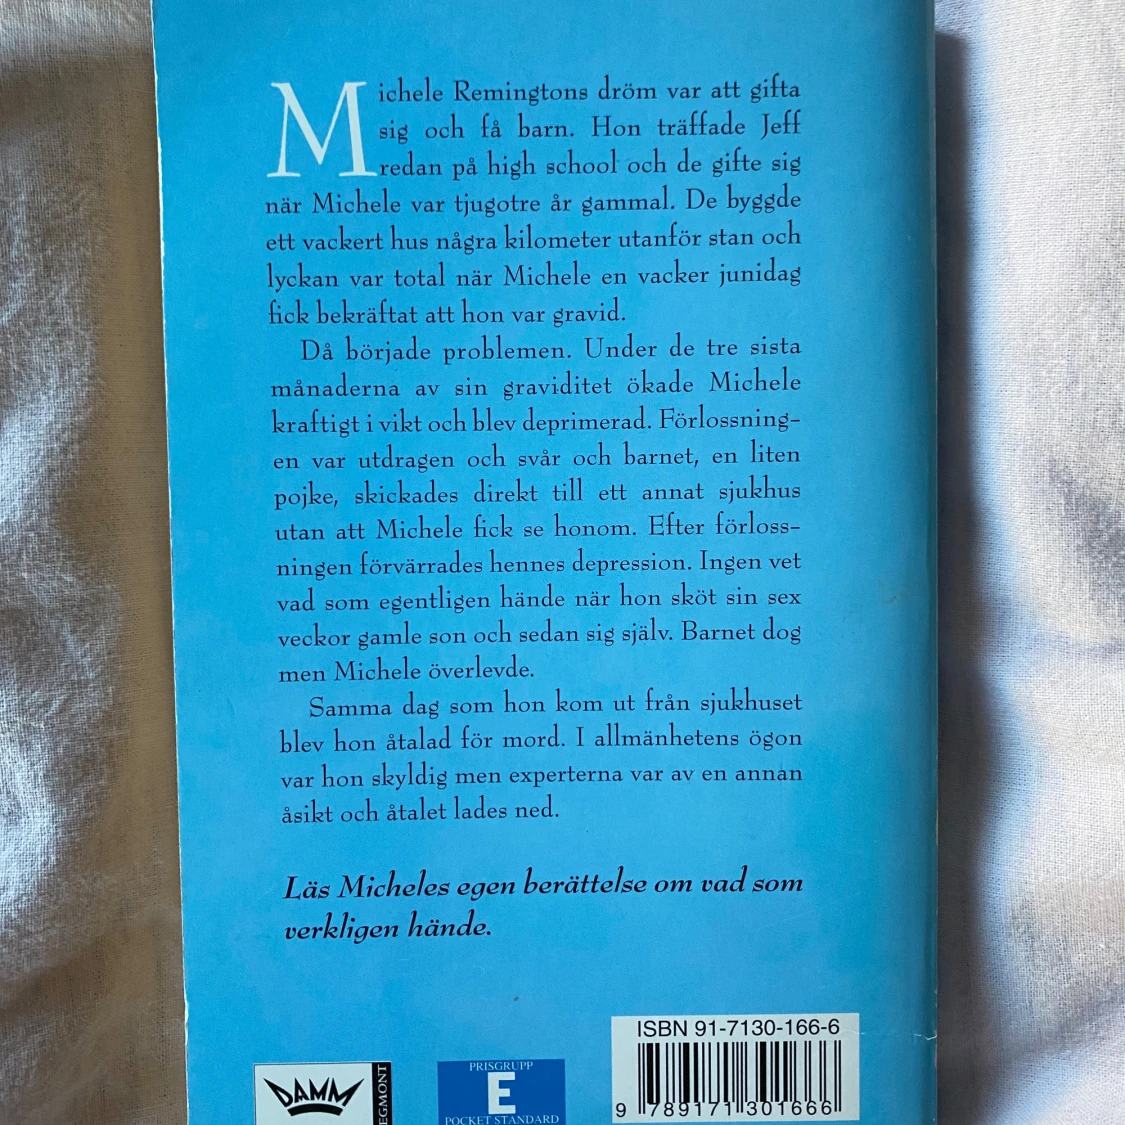 Michele Remingtons dröm var att gifta
sig och få barn. Hon träffade Jeff
redan på high school och de gifte sig
när Michele var tjugotre år gammal. De byggde
ett vackert hus några kilometer utanför stan och
lyckan var total när Michele en vacker junidag
fick bekräftat att hon var gravid.
Då började problemen. Under de tre sista
månaderna av sin graviditet ökade Michele
kraftigt i vikt och blev deprimerad. Förlossning-
en var utdragen och svår och barnet, en liten
pojke, skickades direkt till ett annat sjukhus
utan att Michele fick se honom. Efter förloss-
ningen förvärrades hennes depression. Ingen vet
vad som egentligen hände när hon sköt sin sex
veckor gamle son och sedan sig själv. Barnet dog
men Michele överlevde.
Samma dag som hon kom ut från sjukhuset
blev hon åtalad för mord. I allmänhetens ögon
var hon skyldig men experterna var av en annan
åsikt och åtalet lades ned.
Läs Micheles egen berättelse om vad som
verkligen hände.
DAMM
EGMONT
PRISGRUPP
E
POCKET STANDARD
ISBN 91-7130-166-6
9 789171 301666